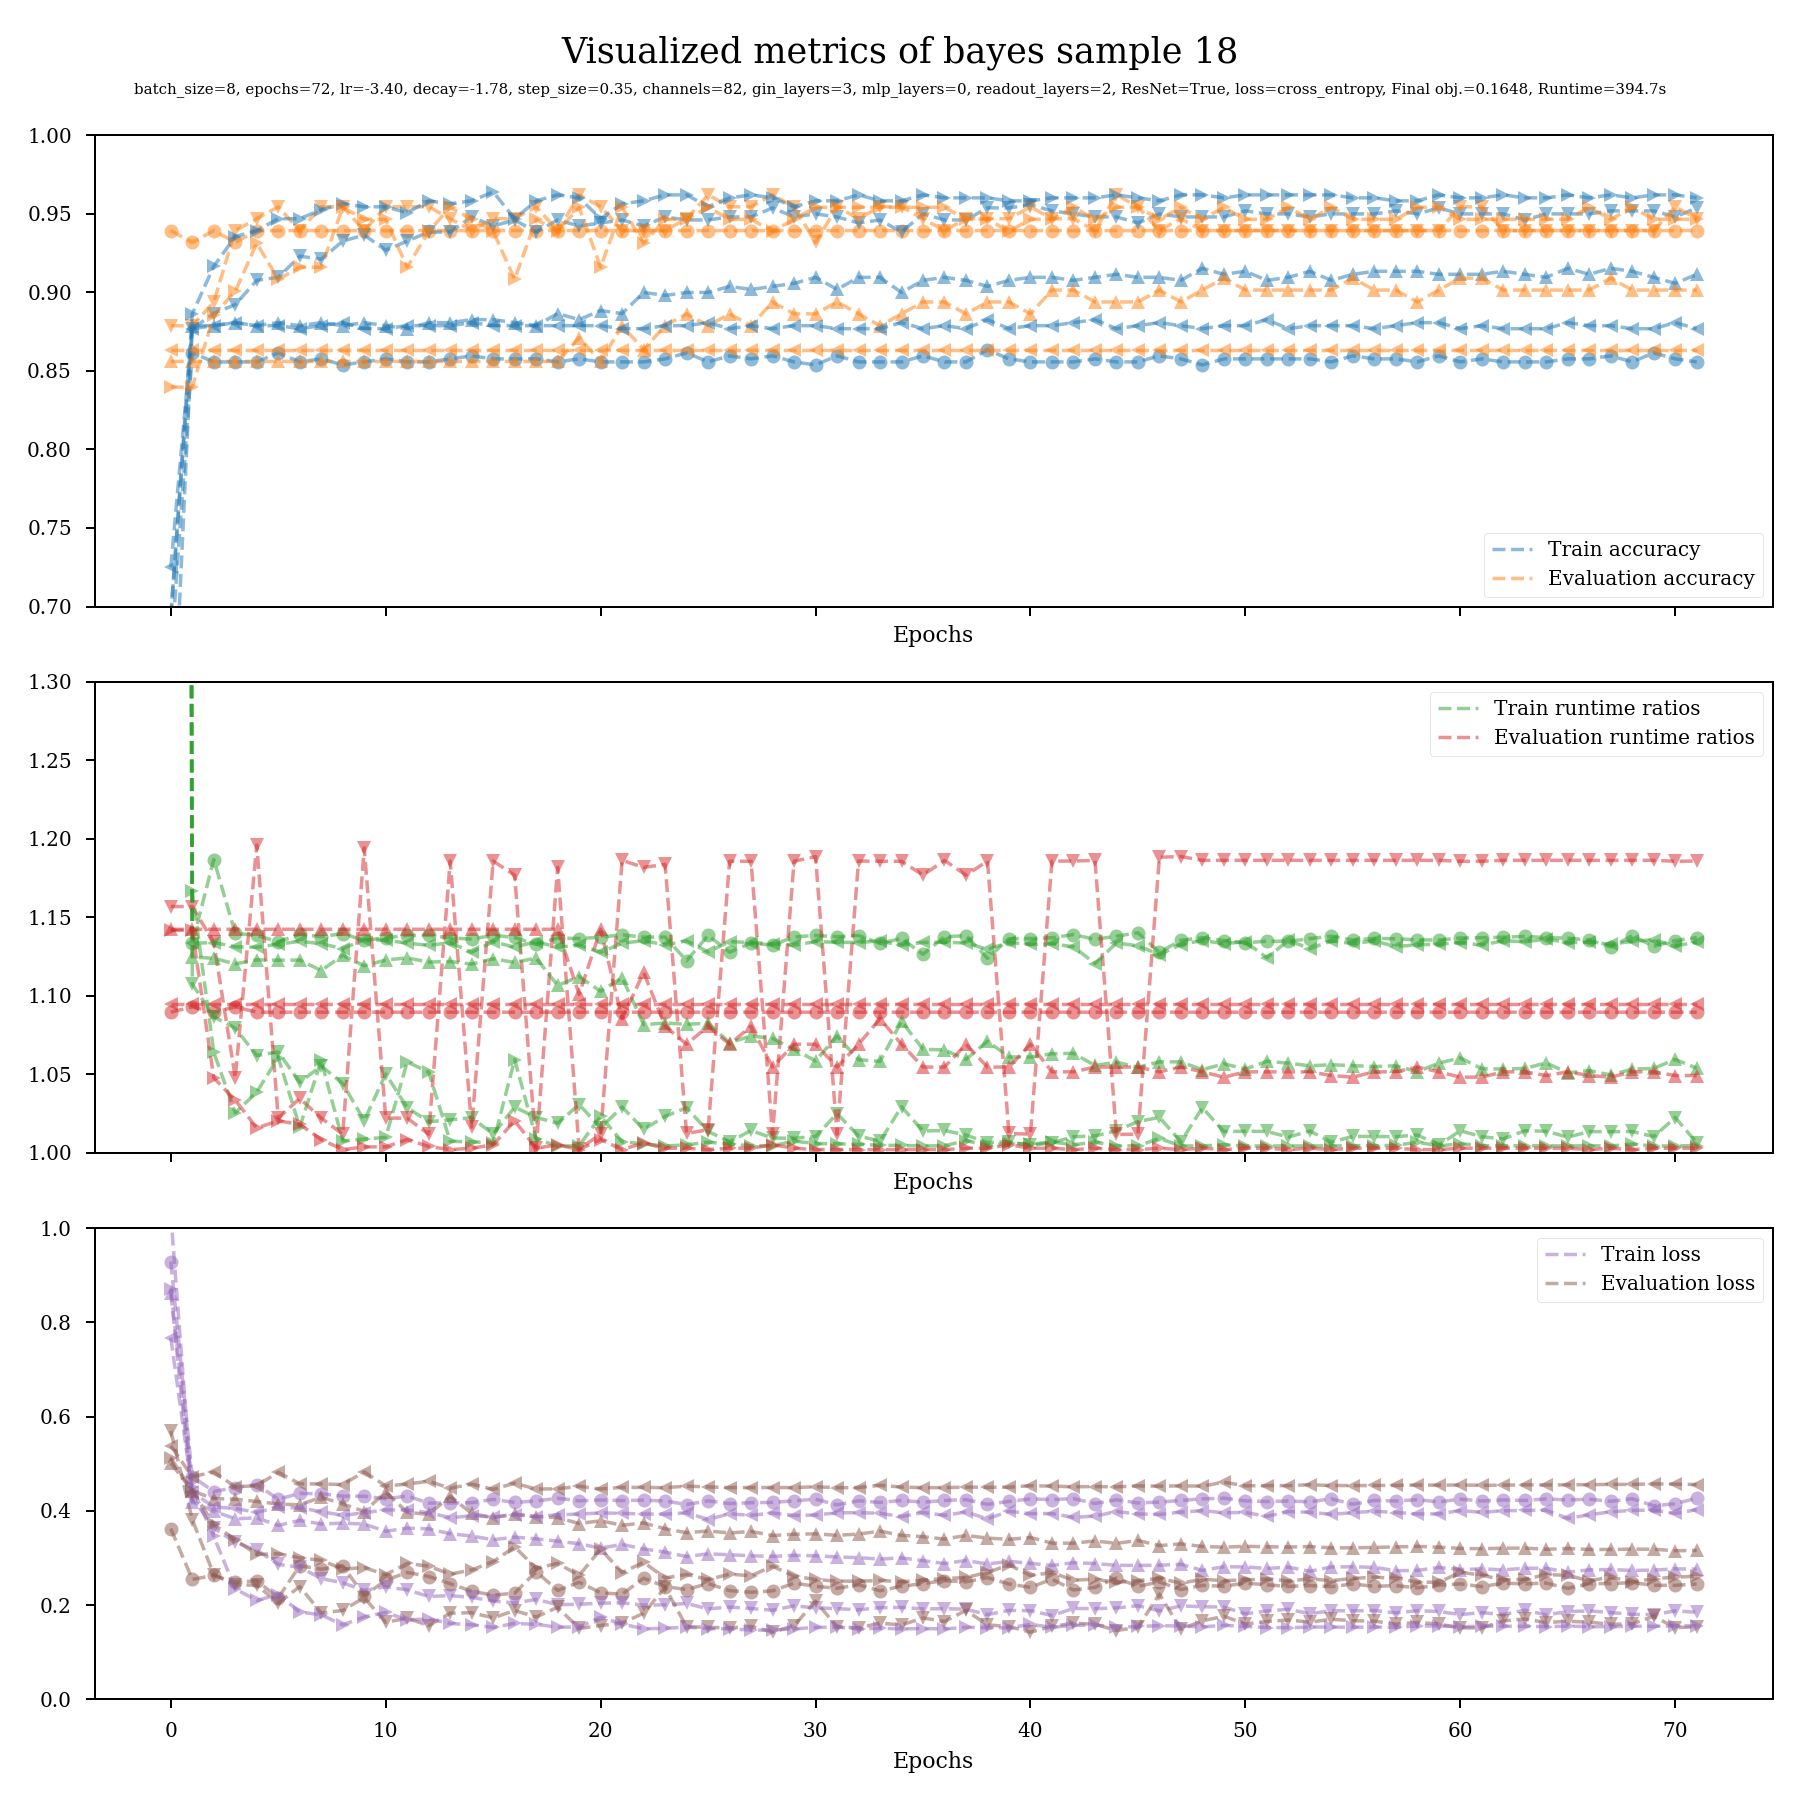 Visualized metrics of bayes sample 18
batch_size=8, epochs=72, lr=-3.40, decay=-1.78, step_size=0.35, channels=82, gin_layers=3, mlp_layers=0, readout_layers=2, ResNet=True, loss=cross_entropy, Final obj.=0.1648, Runtime=394.7s
1.00
0.95
0.90
0.85
0.80
0.75
0.70
Train accuracy
Evaluation accuracy
Epochs
1.30
1.25
1.20
1.15
1.10
1.05
1.00
Train runtime ratios
Evaluation runtime ratios
Epochs
1.0
0.8
0.6
0.4
0.2
0.0
Train loss
Evaluation loss
0 10 20 30 40 50 60 70
Epochs